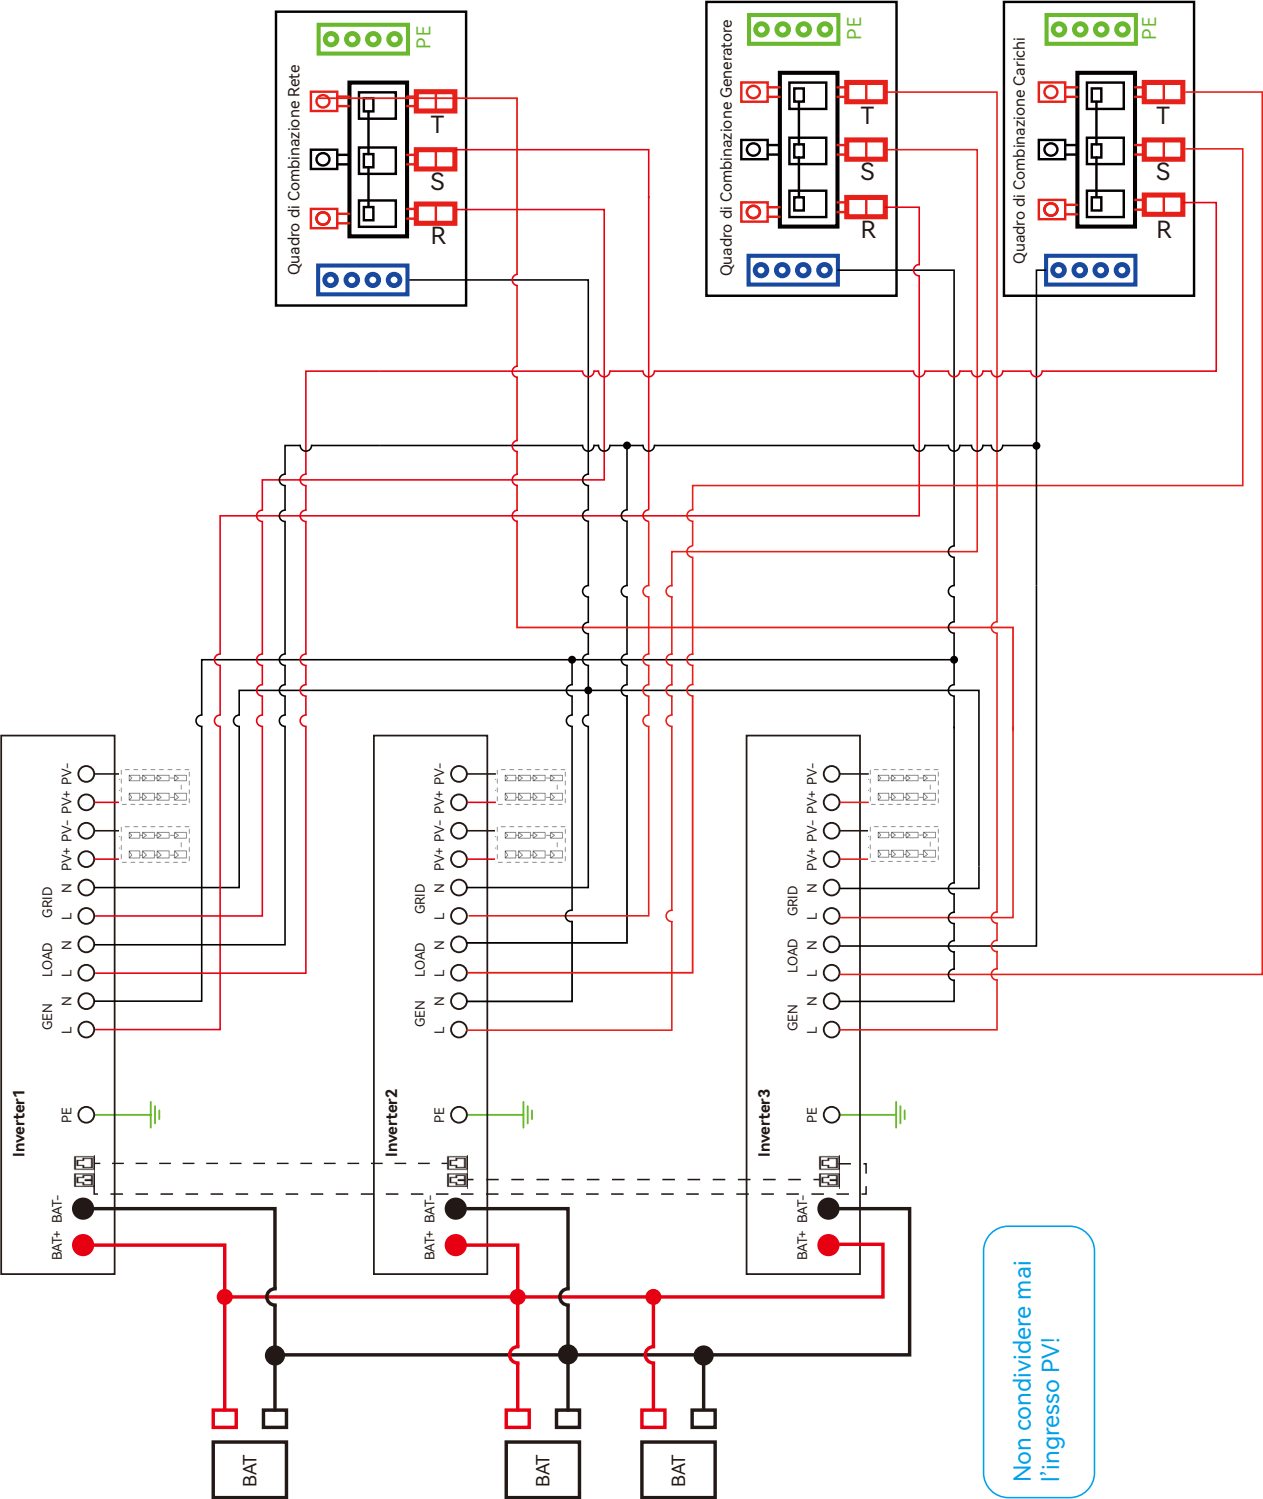 Quadro di Combinazione Rete
PE
T
S
R
Quadro di Combinazione Generatore
PE
T
S
R
Quadro di Combinazione Carichi
PE
T
S
R
Inverter1
BAT+
BAT-
PE
GEN
L
N
LOAD
L
N
GRID
L
N
PV+
PV-
PV+
PV-
Inverter2
BAT+
BAT-
PE
GEN
L
N
LOAD
L
N
GRID
L
N
PV+
PV-
PV+
PV-
Inverter3
BAT+
BAT-
PE
GEN
L
N
LOAD
L
N
GRID
L
N
PV+
PV-
PV+
PV-
BAT
BAT
BAT
Non condividere mai
l'ingresso PV!